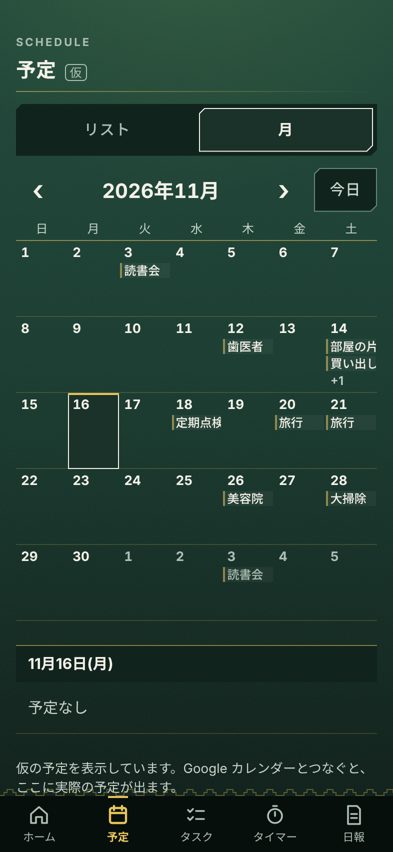 SCHEDULE
予定 仮
リスト 月
‹ 2026年11月 › 今日
日 月 火 水 木 金 土
1 2 3 4 5 6 7
読書会
8 9 10 11 12 13 14
歯医者 部屋の片
買い出し
+1
15 16 17 18 19 20 21
定期点検 旅行 旅行
22 23 24 25 26 27 28
美容院 大掃除
29 30 1 2 3 4 5
読書会
11月16日(月)
予定なし
仮の予定を表示しています。Google カレンダーとつなぐと、
ここに実際の予定が出ます。
ホーム 予定 タスク タイマー 日報